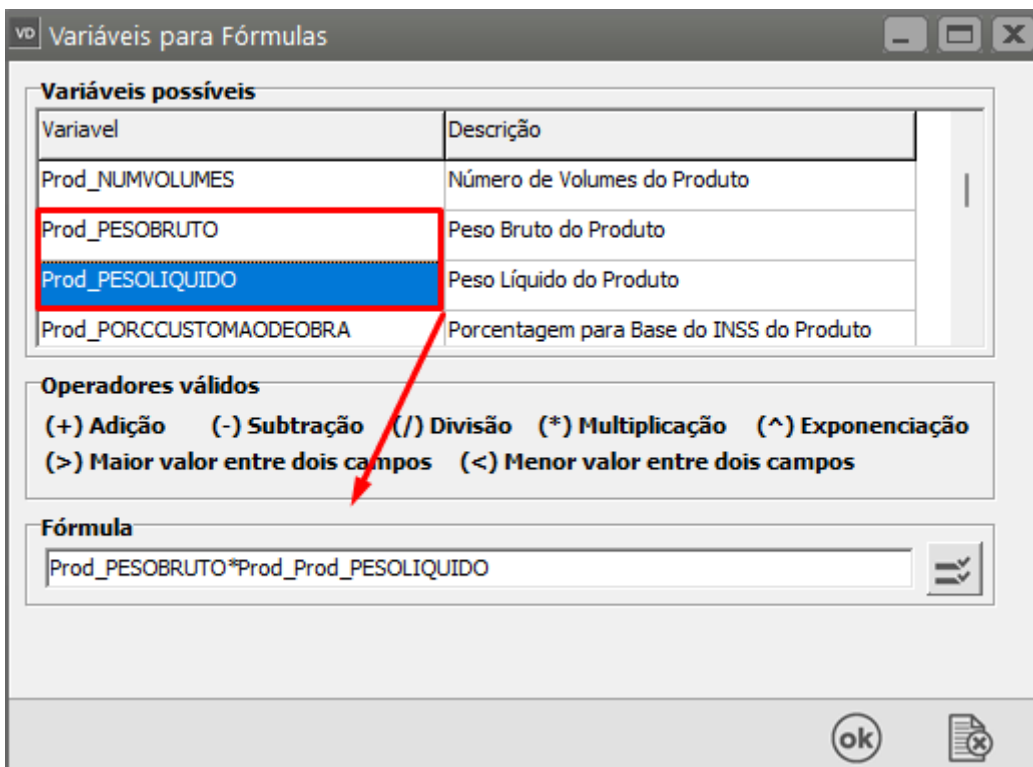 VD Variáveis para Fórmulas
Variáveis possíveis
Variavel Descrição
Prod_NUMVOLUMES Número de Volumes do Produto
Prod_PESOBRUTO Peso Bruto do Produto
Prod_PESOLIQUIDO Peso Líquido do Produto
Prod_PORCCUSTOMAODEOBRA Porcentagem para Base do INSS do Produto
Operadores válidos
(+) Adição (-) Subtração (/) Divisão (*) Multiplicação (^) Exponenciação
(>) Maior valor entre dois campos (<) Menor valor entre dois campos
Fórmula
Prod_PESOBRUTO*Prod_Prod_PESOLIQUIDO
ok